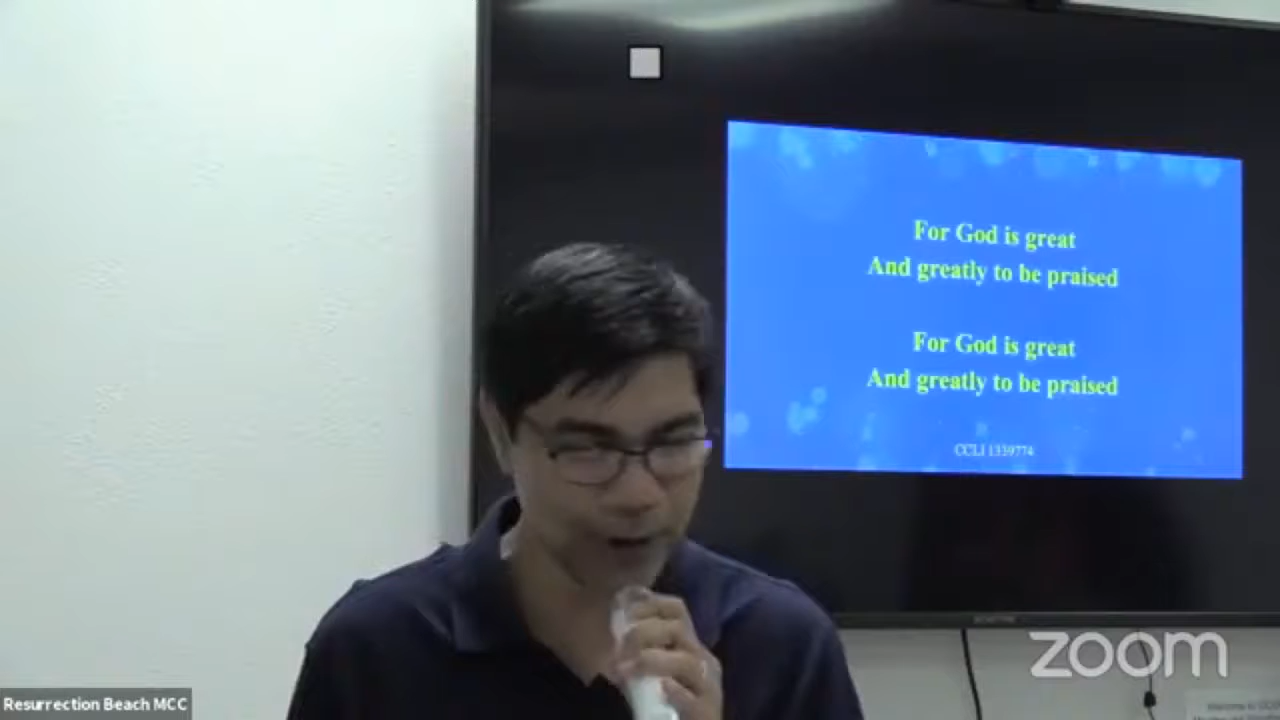 For God is great
And greatly to be praised
For God is great
And greatly to be praised
CCLI 1339774
zoom
Resurrection Beach MCC